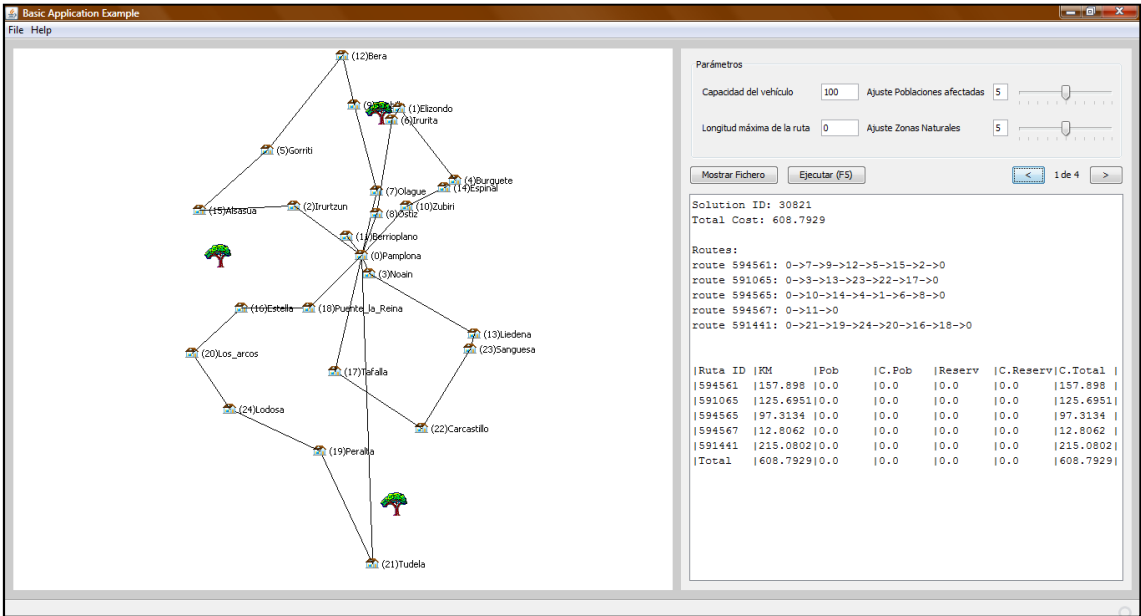 Basic Application Example
File Help
(12)Bera
(1)Elizondo
(6)Irurita
(5)Gorriti
(4)Burguete
(14)Espinal
(7)Olague
(2)Irurtzun
(10)Zubiri
(15)Alsasua
(8)Ostiz
(11)Berrioplano
(0)Pamplona
(3)Noain
(16)Estella
(18)Puente_la_Reina
(13)Liedena
(23)Sanguesa
(20)Los_arcos
(17)Tafalla
(24)Lodosa
(22)Carcastillo
(19)Peralta
(21)Tudela
Parámetros
Capacidad del vehículo 100 Ajuste Poblaciones afectadas 5
Longitud máxima de la ruta 0 Ajuste Zonas Naturales 5
Mostrar Fichero Ejecutar (F5) < 1 de 4 >
Solution ID: 30821
Total Cost: 608.7929
Routes:
route 594561: 0->7->9->12->5->15->2->0
route 591065: 0->3->13->23->22->17->0
route 594565: 0->10->14->4->1->6->8->0
route 594567: 0->11->0
route 591441: 0->21->19->24->20->16->18->0
|Ruta ID |KM |Pob |C.Pob |Reserv |C.Reserv|C.Total |
|594561 |157.898 |0.0 |0.0 |0.0 |0.0 |157.898 |
|591065 |125.6951|0.0 |0.0 |0.0 |0.0 |125.6951|
|594565 |97.3134 |0.0 |0.0 |0.0 |0.0 |97.3134 |
|594567 |12.8062 |0.0 |0.0 |0.0 |0.0 |12.8062 |
|591441 |215.0802|0.0 |0.0 |0.0 |0.0 |215.0802|
|Total |608.7929|0.0 |0.0 |0.0 |0.0 |608.7929|